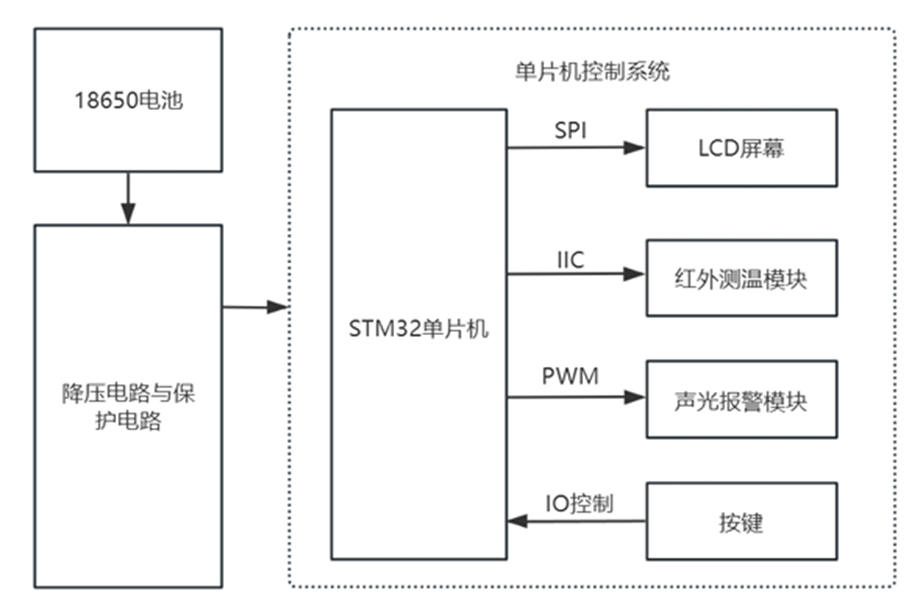 18650电池
降压电路与保
护电路
单片机控制系统
STM32单片机
SPI
LCD屏幕
IIC
红外测温模块
PWM
声光报警模块
IO控制
按键